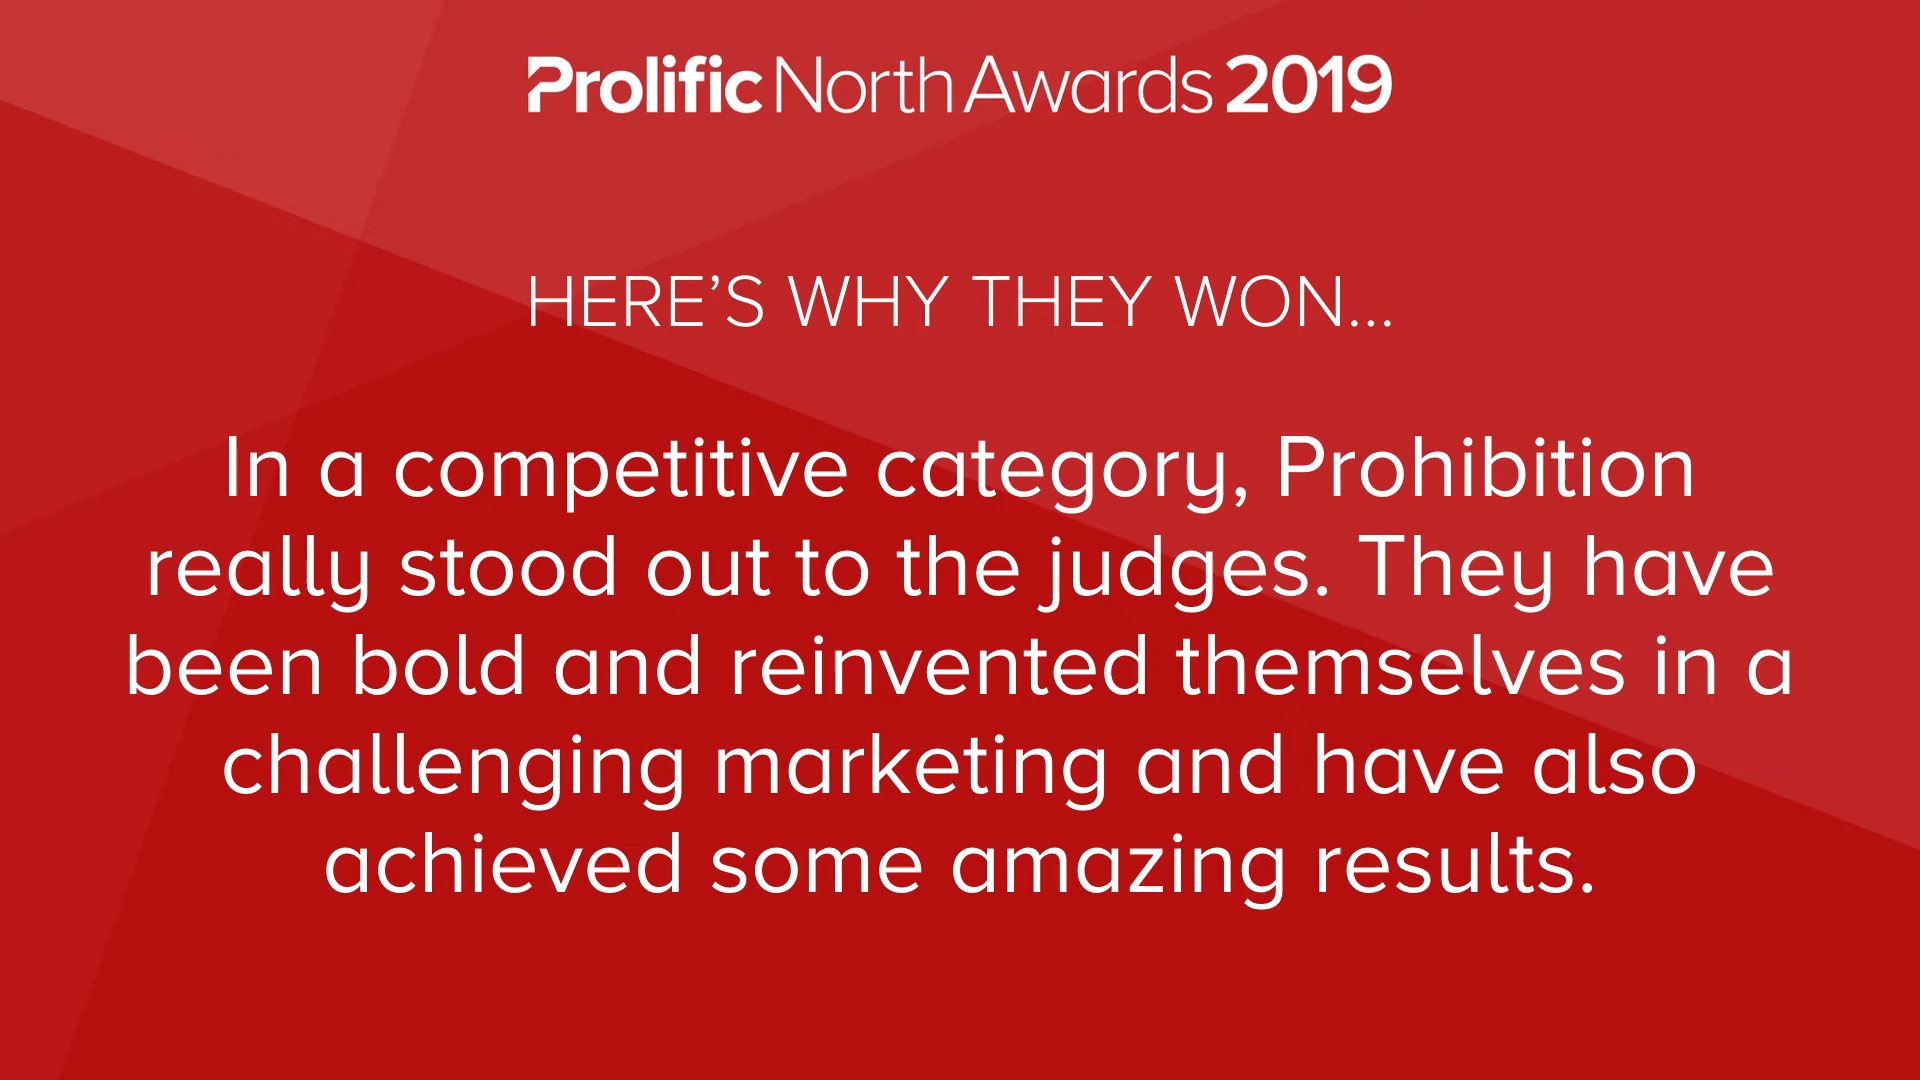 Prolific North Awards 2019
HERE’S WHY THEY WON...
In a competitive category, Prohibition
really stood out to the judges. They have
been bold and reinvented themselves in a
challenging marketing and have also
achieved some amazing results.